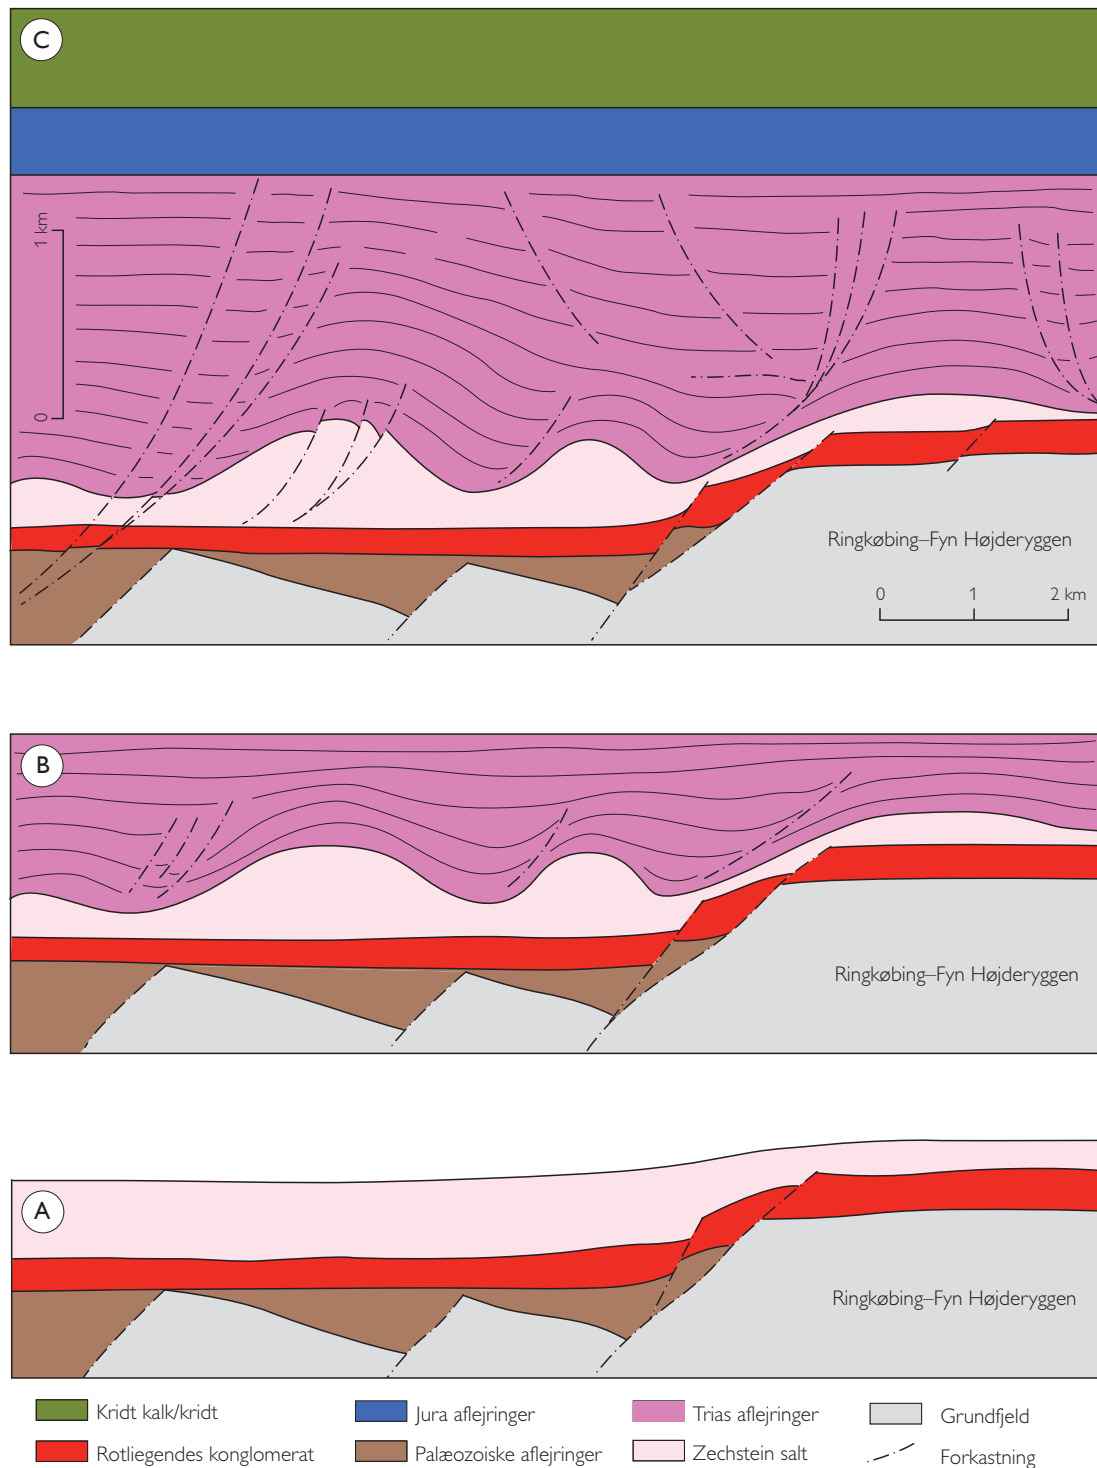 C
1 km
0
Ringkøbing–Fyn Højderyggen
0 1 2 km
B
Ringkøbing–Fyn Højderyggen
A
Ringkøbing–Fyn Højderyggen
Kridt kalk/kridt
Jura aflejringer
Trias aflejringer
Grundfjeld
Rotliegendes konglomerat
Palæozoiske aflejringer
Zechstein salt
Forkastning